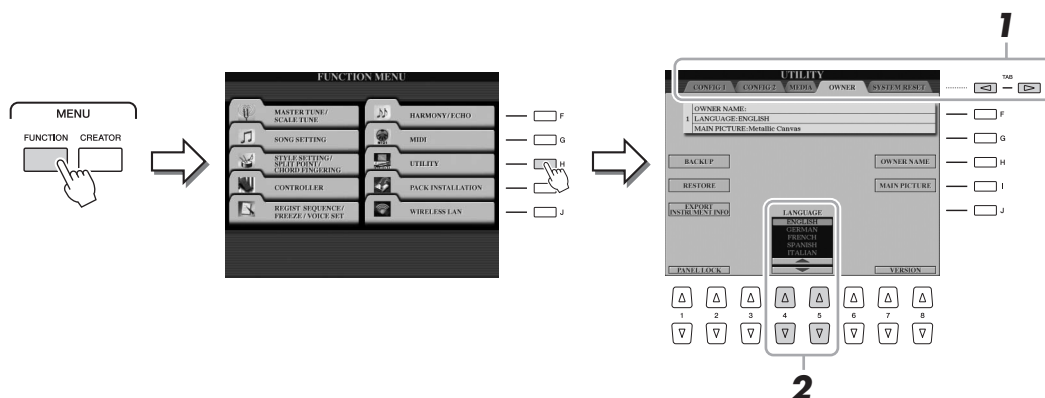 MENU
FUNCTION CREATOR
FUNCTION MENU
MASTER TUNE/
SCALE TUNE
SONG SETTING
STYLE SETTING/
SPLIT POINT/
CHORD FINGERING
CONTROLLER
REGIST SEQUENCE/
FREEZE/VOICE SET
HARMONY/ECHO
MIDI
UTILITY
PACK INSTALLATION
WIRELESS LAN
F
G
H
J
1
UTILITY
CONFIG 1 CONFIG 2 MEDIA OWNER SYSTEM RESET
TAB
OWNER NAME:
1 LANGUAGE:ENGLISH
MAIN PICTURE:Metallic Canvas
BACKUP
RESTORE
EXPORT
INSTRUMENT INFO
PANEL LOCK
LANGUAGE
ENGLISH
GERMAN
FRENCH
SPANISH
ITALIAN
OWNER NAME
MAIN PICTURE
VERSION
F
G
H
I
J
1 2 3 4 5 6 7 8
2